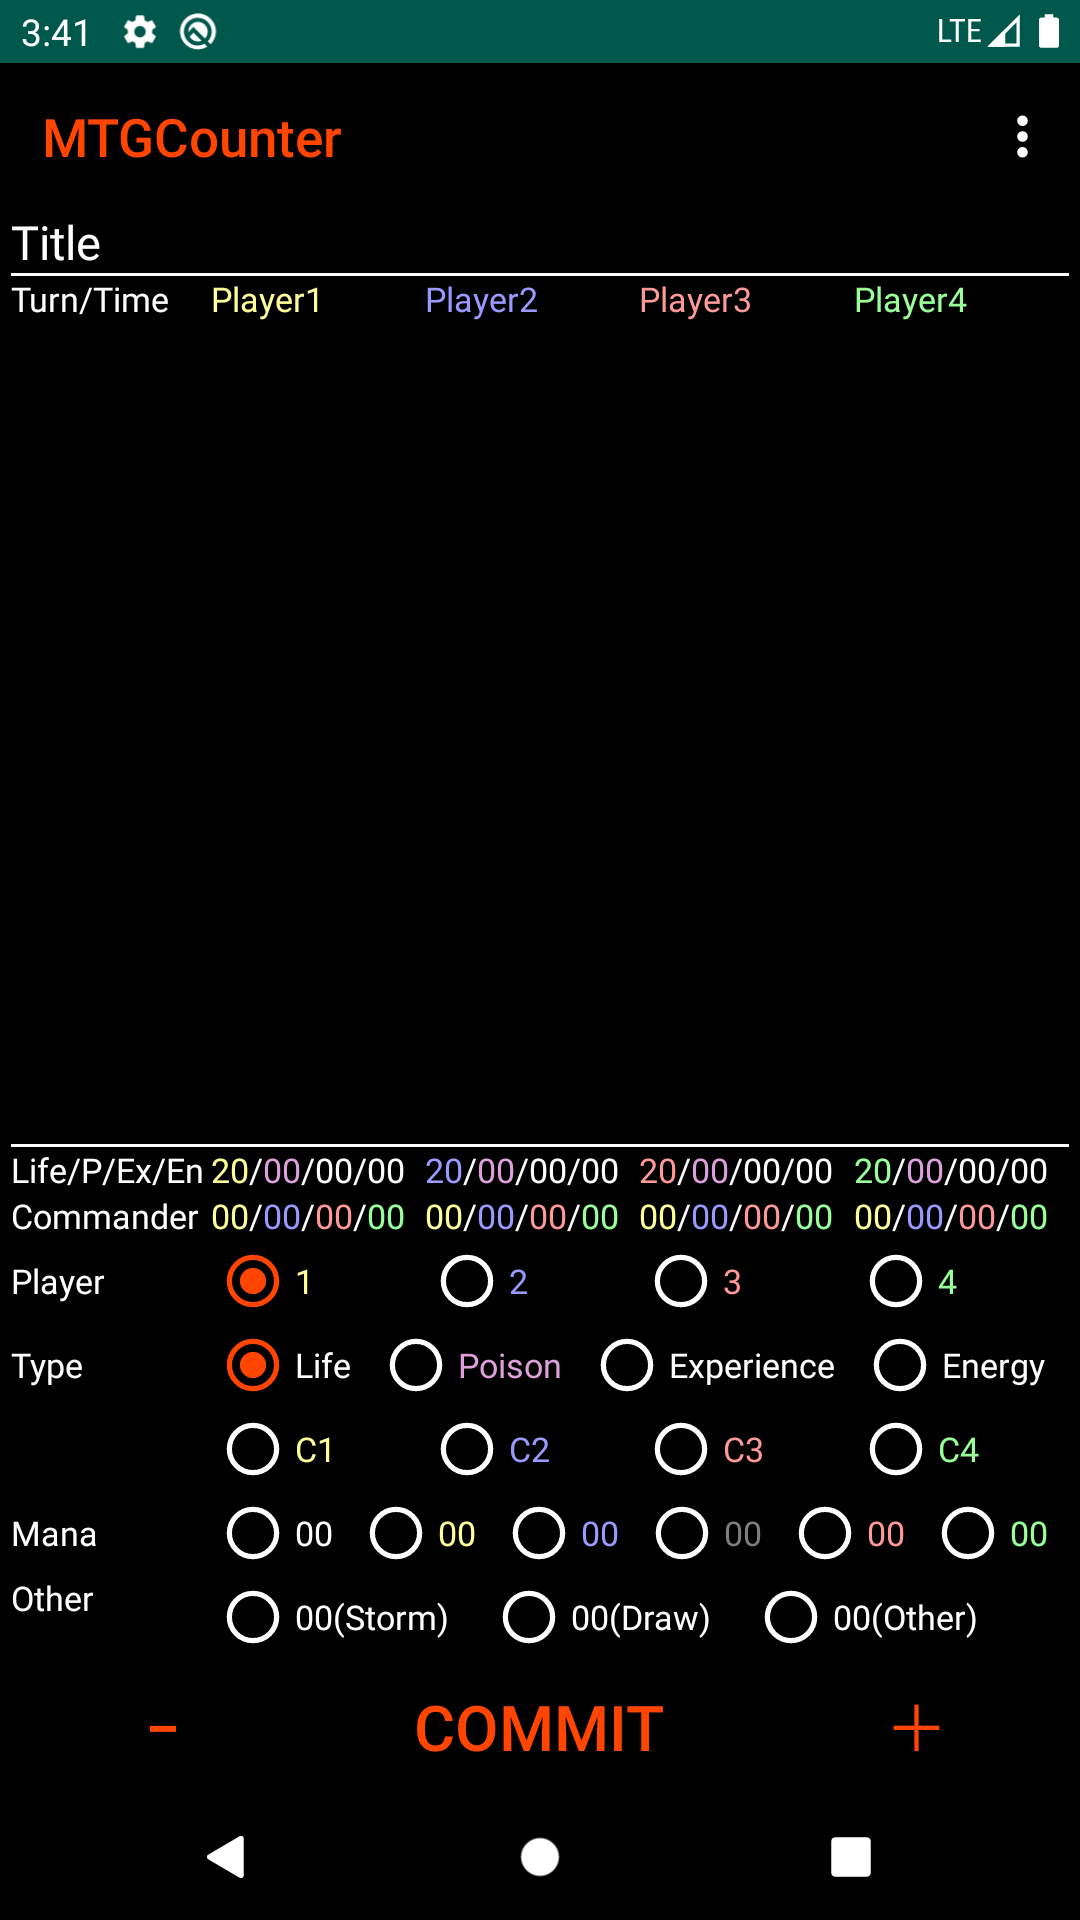 3:41 LTE
MTGCounter
Title
Turn/Time Player1 Player2 Player3 Player4
Life/P/Ex/En 20/00/00/00 20/00/00/00 20/00/00/00 20/00/00/00
Commander 00/00/00/00 00/00/00/00 00/00/00/00 00/00/00/00
Player 1 2 3 4
Type Life Poison Experience Energy
C1 C2 C3 C4
Mana 00 00 00 00 00 00
Other 00(Storm) 00(Draw) 00(Other)
- COMMIT +